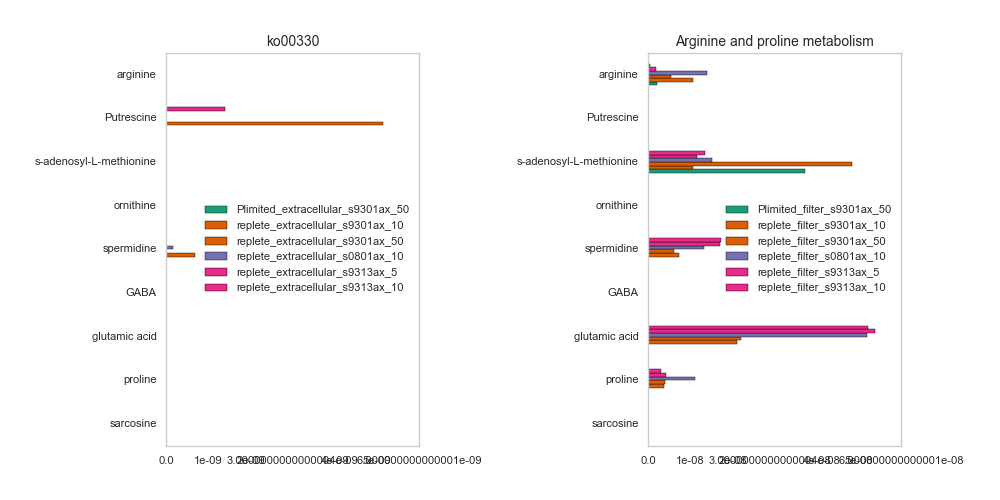 ko00330
arginine
Putrescine
s-adenosyl-L-methionine
ornithine
spermidine
GABA
glutamic acid
proline
sarcosine
Plimited_extracellular_s9301ax_50
replete_extracellular_s9301ax_10
replete_extracellular_s9301ax_50
replete_extracellular_s0801ax_10
replete_extracellular_s9313ax_5
replete_extracellular_s9313ax_10
0.0 1e-09
Arginine and proline metabolism
arginine
Putrescine
s-adenosyl-L-methionine
ornithine
spermidine
GABA
glutamic acid
proline
sarcosine
Plimited_filter_s9301ax_50
replete_filter_s9301ax_10
replete_filter_s9301ax_50
replete_filter_s0801ax_10
replete_filter_s9313ax_5
replete_filter_s9313ax_10
0.0 1e-08